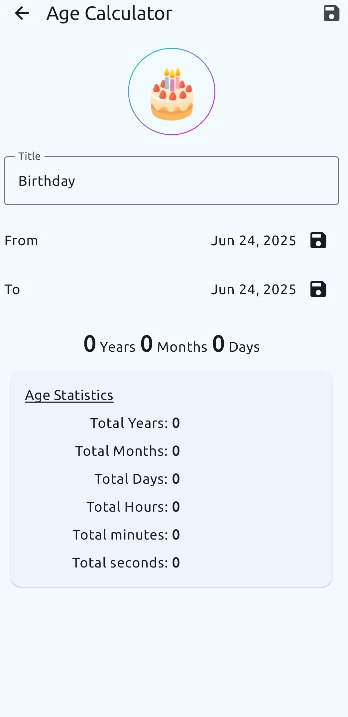 Age Calculator
Title
Birthday
From Jun 24, 2025
To Jun 24, 2025
0 Years 0 Months 0 Days
Age Statistics
Total Years: 0
Total Months: 0
Total Days: 0
Total Hours: 0
Total minutes: 0
Total seconds: 0